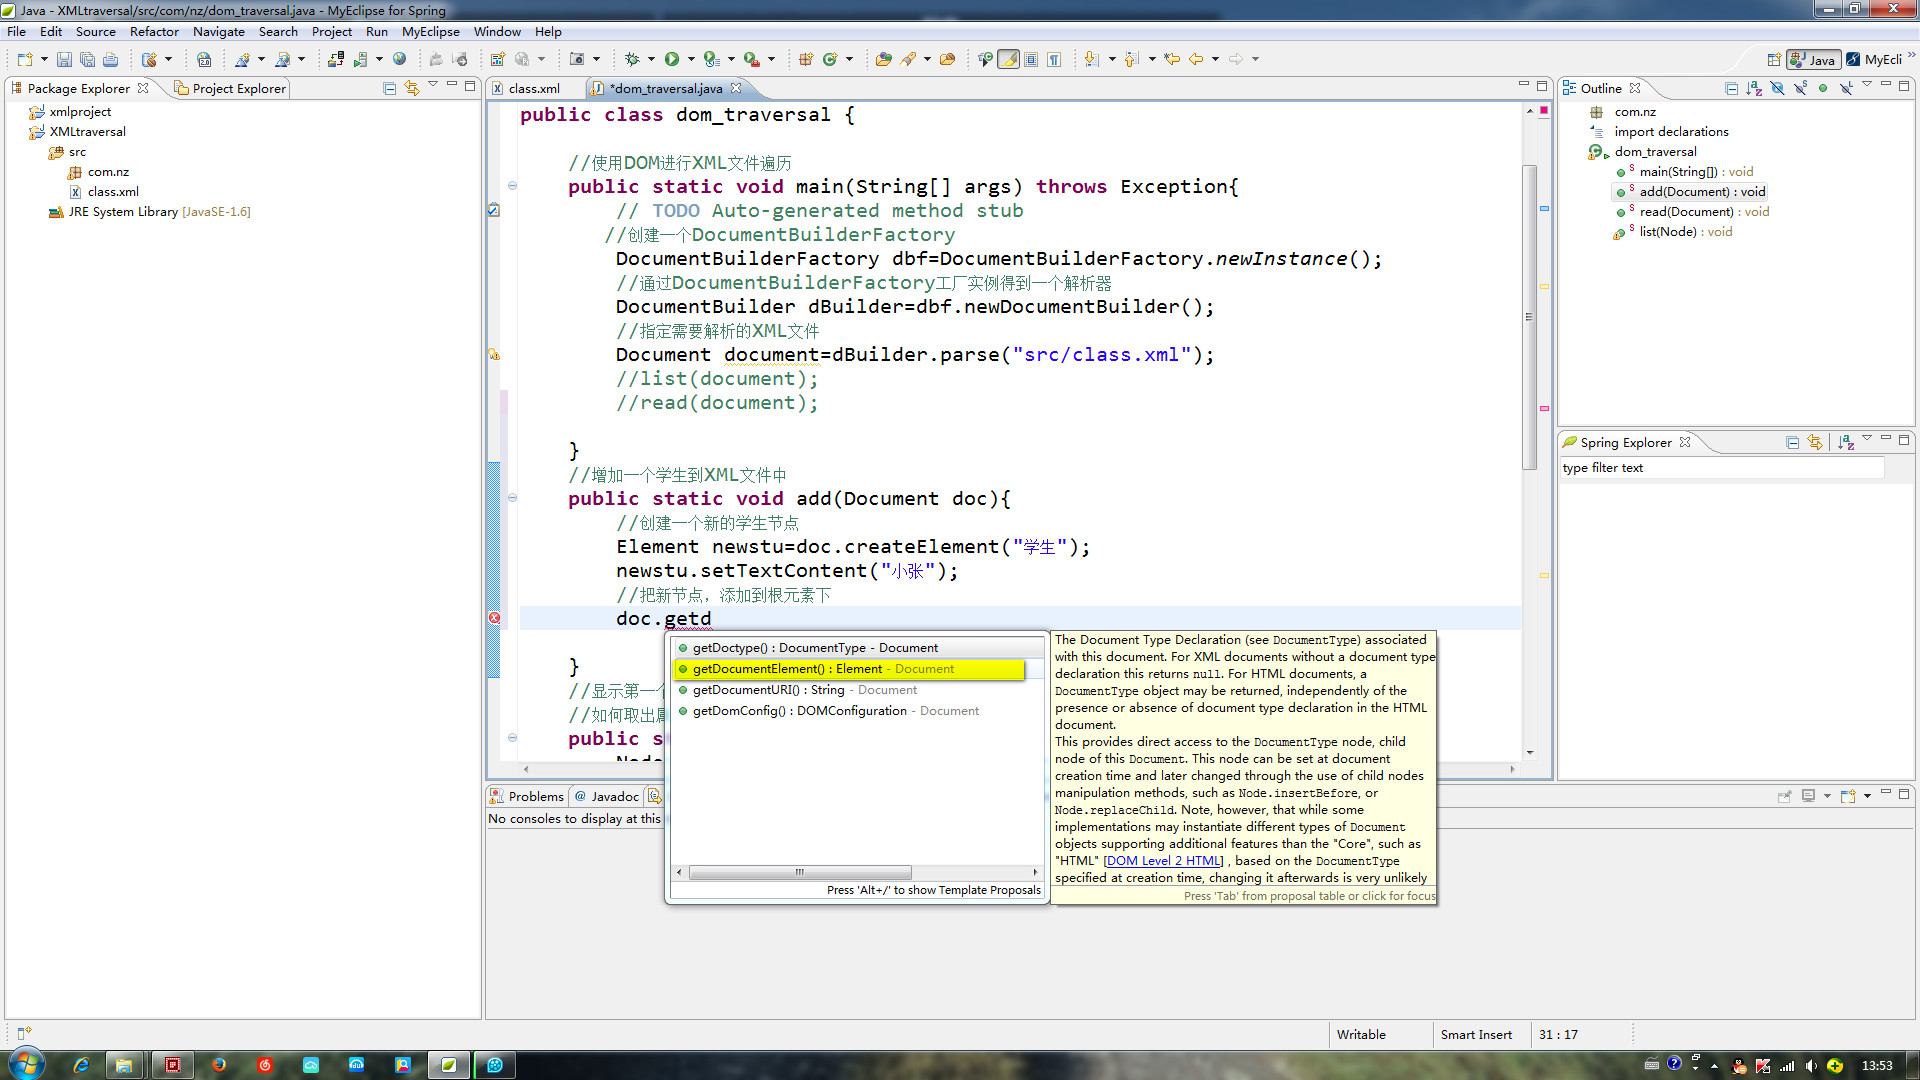 Java - XMLtraversal/src/com/nz/dom_traversal.java - MyEclipse for Spring
File Edit Source Refactor Navigate Search Project Run MyEclipse Window Help
Java MyEcli
Package Explorer Project Explorer
xmlproject
XMLtraversal
src
com.nz
class.xml
JRE System Library [JavaSE-1.6]
class.xml *dom_traversal.java
public class dom_traversal {
//使用DOM进行XML文件遍历
public static void main(String[] args) throws Exception{
// TODO Auto-generated method stub
//创建一个DocumentBuilderFactory
DocumentBuilderFactory dbf=DocumentBuilderFactory.newInstance();
//通过DocumentBuilderFactory工厂实例得到一个解析器
DocumentBuilder dBuilder=dbf.newDocumentBuilder();
//指定需要解析的XML文件
Document document=dBuilder.parse("src/class.xml");
//list(document);
//read(document);
}
//增加一个学生到XML文件中
public static void add(Document doc){
//创建一个新的学生节点
Element newstu=doc.createElement("学生");
newstu.setTextContent("小张");
//把新节点，添加到根元素下
doc.getd
}
//显示第一个
//如何取出属
public s
getDoctype() : DocumentType - Document
getDocumentElement() : Element - Document
getDocumentURI() : String - Document
getDomConfig() : DOMConfiguration - Document
Press 'Alt+/' to show Template Proposals
The Document Type Declaration (see DocumentType) associated
with this document. For XML documents without a document type
declaration this returns null. For HTML documents, a
DocumentType object may be returned, independently of the
presence or absence of document type declaration in the HTML
document.
This provides direct access to the DocumentType node, child
node of this Document. This node can be set at document
creation time and later changed through the use of child nodes
manipulation methods, such as Node.insertBefore, or
Node.replaceChild. Note, however, that while some
implementations may instantiate different types of Document
objects supporting additional features than the "Core", such as
"HTML" [DOM Level 2 HTML] , based on the DocumentType
specified at creation time, changing it afterwards is very unlikely
Press 'Tab' from proposal table or click for focus
Problems Javadoc
No consoles to display at this
Outline
com.nz
import declarations
dom_traversal
main(String[]) : void
add(Document) : void
read(Document) : void
list(Node) : void
Spring Explorer
type filter text
Writable Smart Insert 31 : 17
13:53